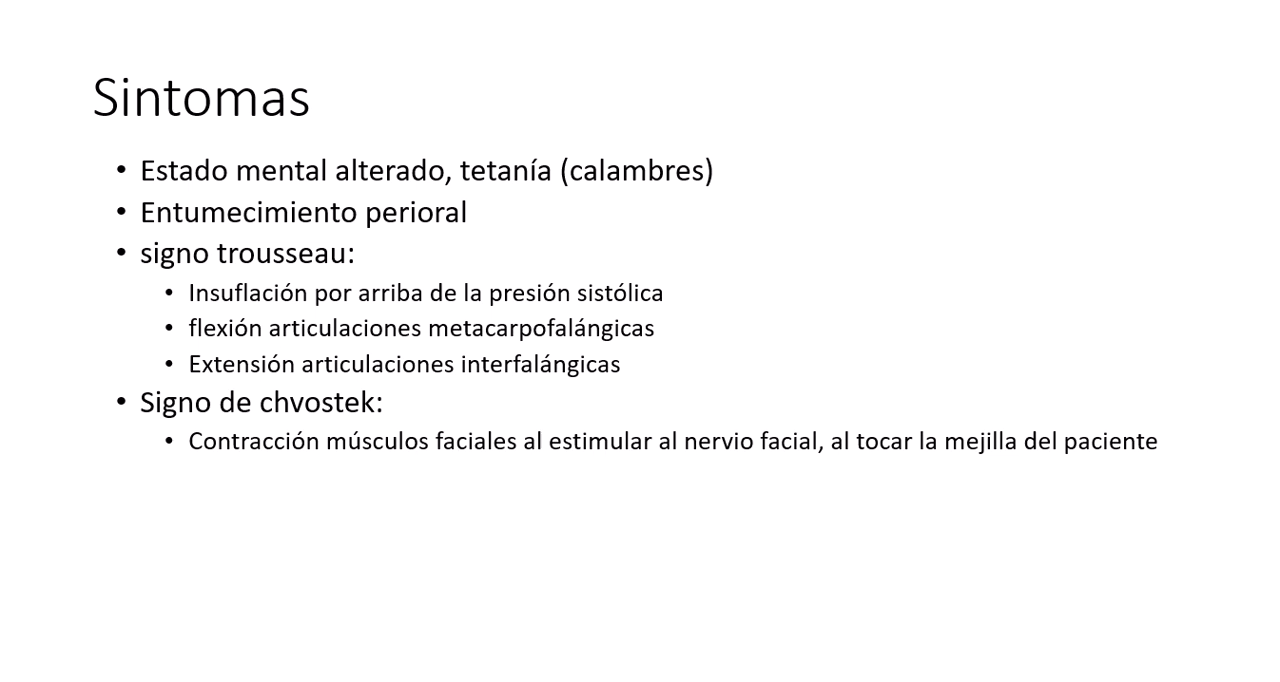 Sintomas
• Estado mental alterado, tetanía (calambres)
• Entumecimiento perioral
• signo trousseau:
• Insuflación por arriba de la presión sistólica
• flexión articulaciones metacarpofalángicas
• Extensión articulaciones interfalángicas
• Signo de chvostek:
• Contracción músculos faciales al estimular al nervio facial, al tocar la mejilla del paciente